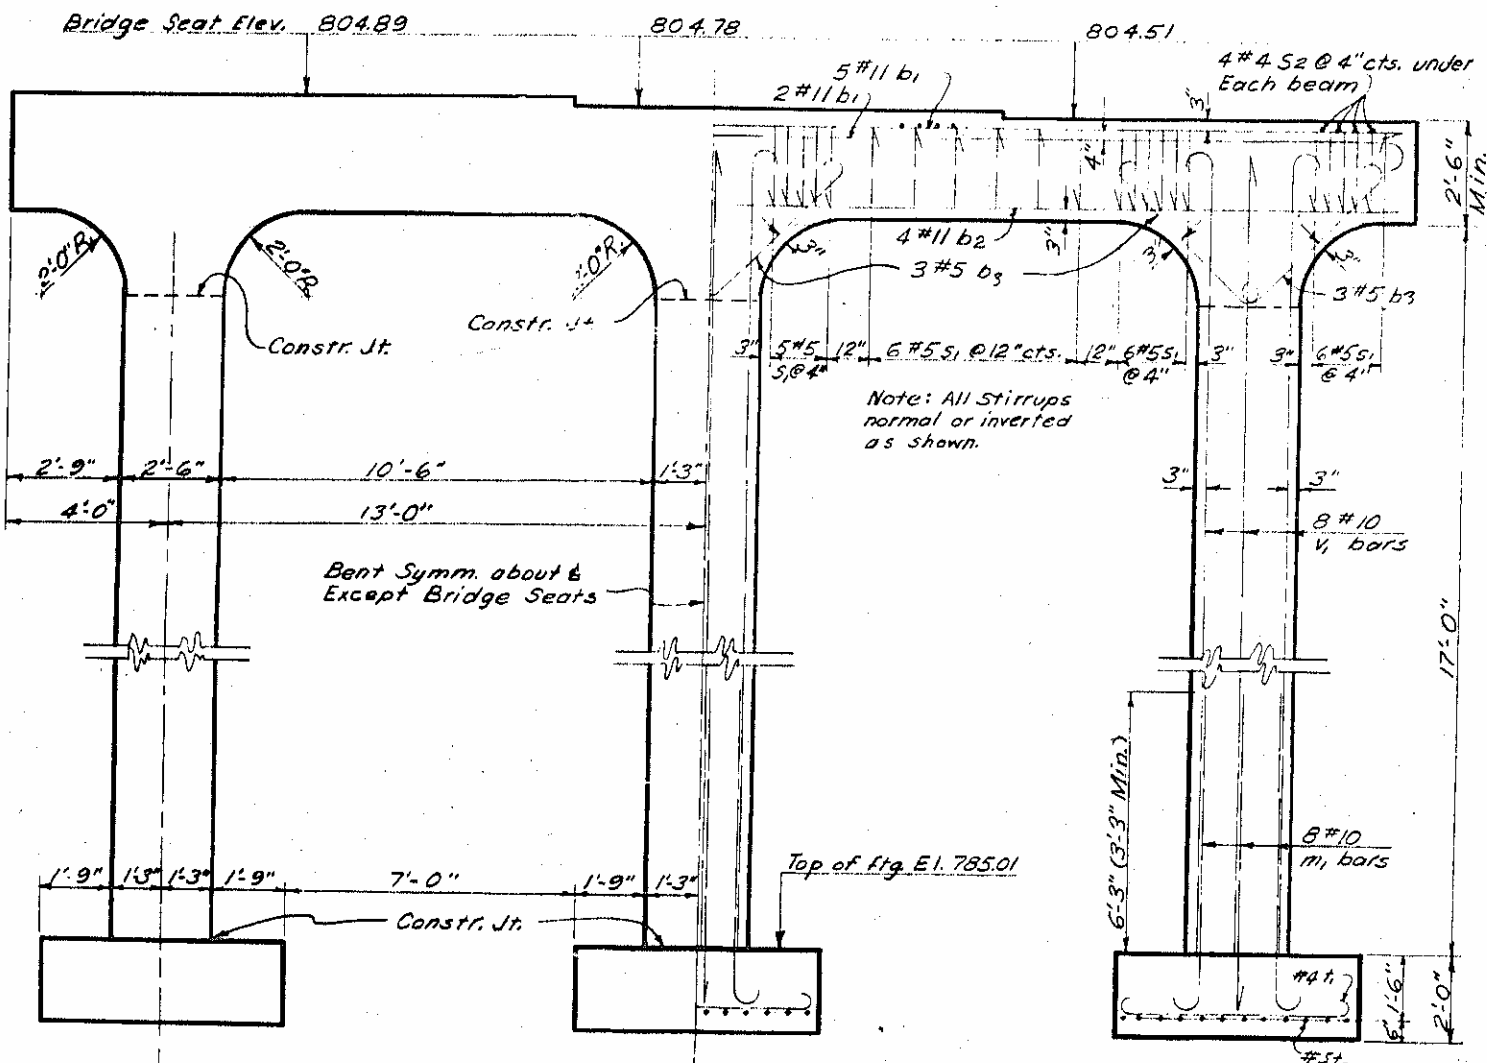 Bridge Seat Elev. 804.89
804.78
804.51
4 #4 S2 @ 4" cts. under
Each beam
5 #11 b1
2 #11 b1
3"
4"
2'-6"
Min.
2'-0" R.
2'-0" R.
2'-0" R.
3"
4 #11 b2
3"
3 #5 b3
3"
3"
3 #5 b3
Constr. Jt.
Constr. Jt.
3"
5 #5
s1 @ 4"
12"
6 #5 s1 @ 12" cts.
12"
6 #5 s1
@ 4"
3"
3"
6 #5 s1
@ 4"
Note: All Stirrups
normal or inverted
as shown.
2'-9"
2'-6"
10'-6"
1'-3"
3"
3"
4'-0"
13'-0"
8 #10
v1 bars
Bent Symm. about ℄
Except Bridge Seats
17'-0"
6'-3" (3'-3" Min.)
8 #10
m1 bars
1'-9"
1'-3"
1'-3"
1'-9"
7'-0"
1'-9"
1'-3"
Top of ftg. El. 785.01
Constr. Jt.
#4 t1
1'-6"
6"
2'-0"